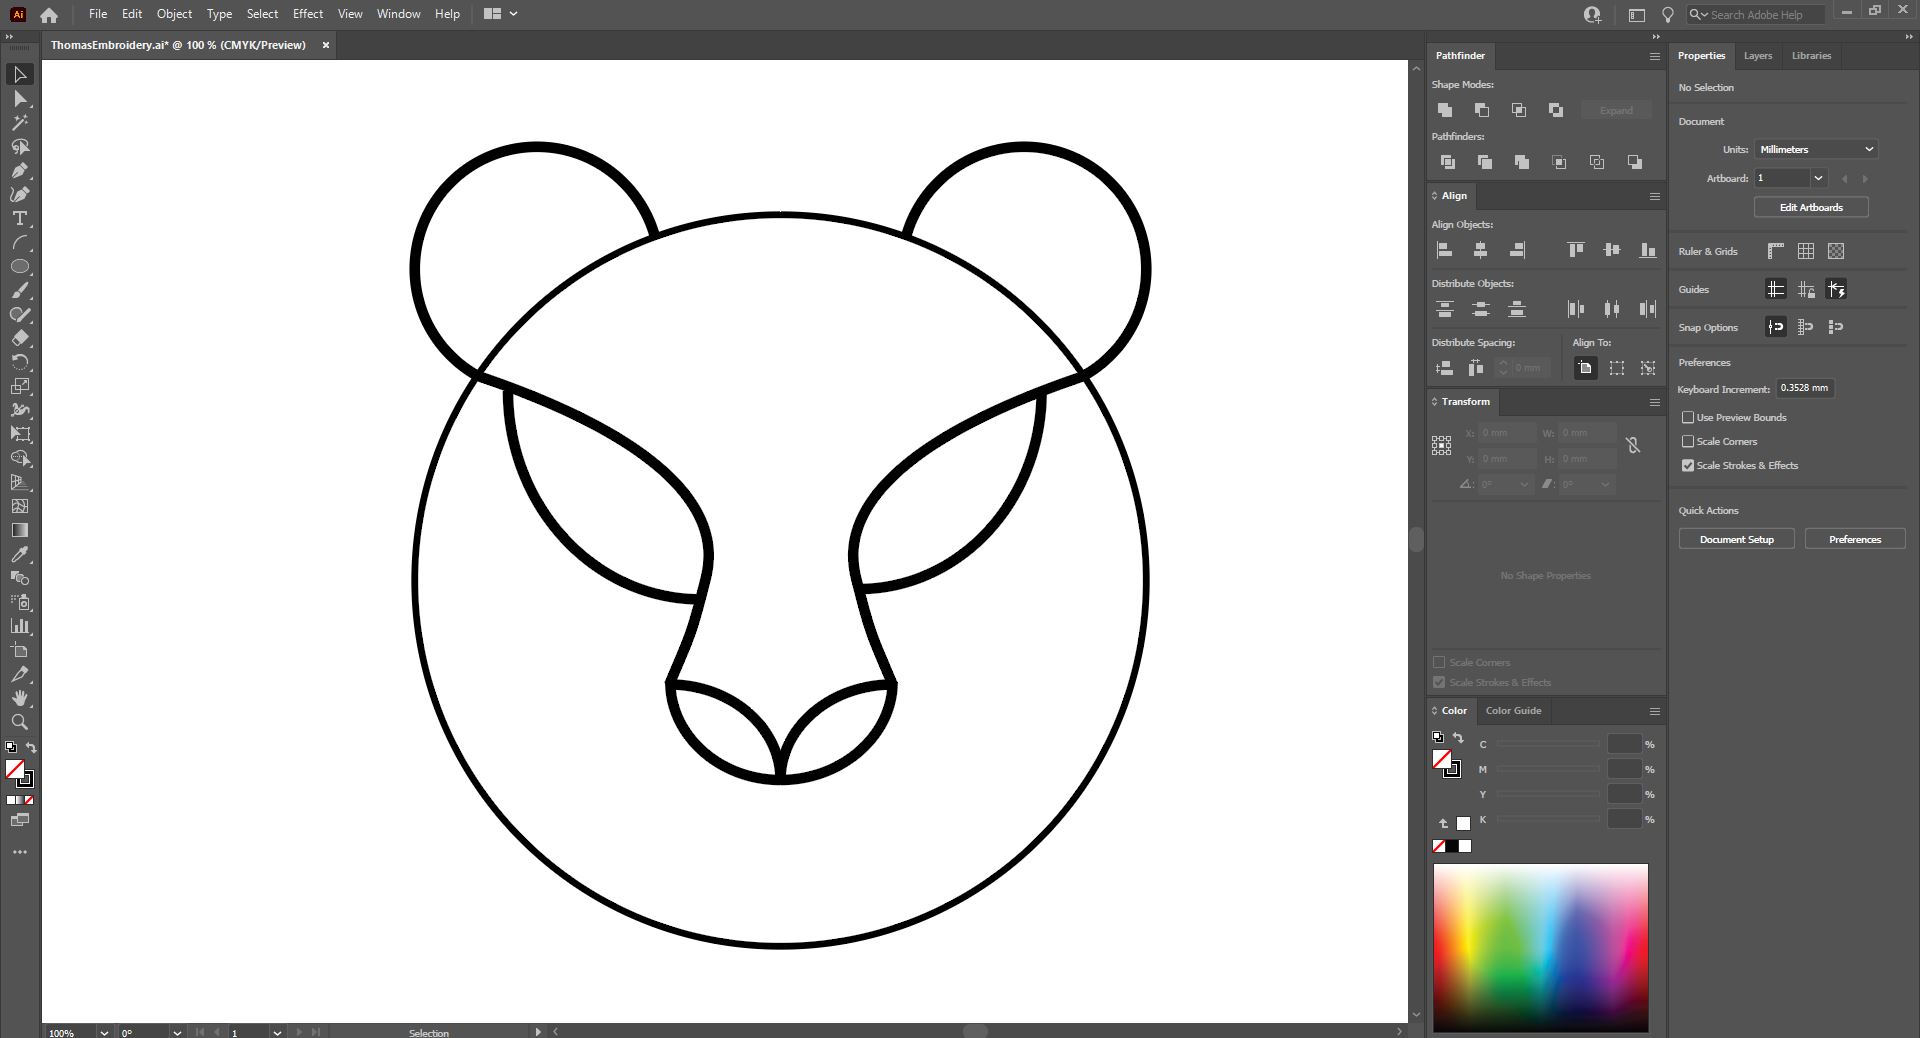 Ai File Edit Object Type Select Effect View Window Help Search Adobe Help
ThomasEmbroidery.ai* @ 100 % (CMYK/Preview) ×
Pathfinder
Shape Modes:
Expand
Pathfinders:
Align
Align Objects:
Distribute Objects:
Distribute Spacing: Align To:
0 mm
Transform
X: 0 mm W: 0 mm
Y: 0 mm H: 0 mm
0° 0°
No Shape Properties
Scale Corners
Scale Strokes & Effects
Color Color Guide
C %
M %
Y %
K %
Properties Layers Libraries
No Selection
Document
Units: Millimeters
Artboard: 1
Edit Artboards
Ruler & Grids
Guides
Snap Options
Preferences
Keyboard Increment: 0.3528 mm
Use Preview Bounds
Scale Corners
Scale Strokes & Effects
Quick Actions
Document Setup Preferences
100% 0° 1 Selection